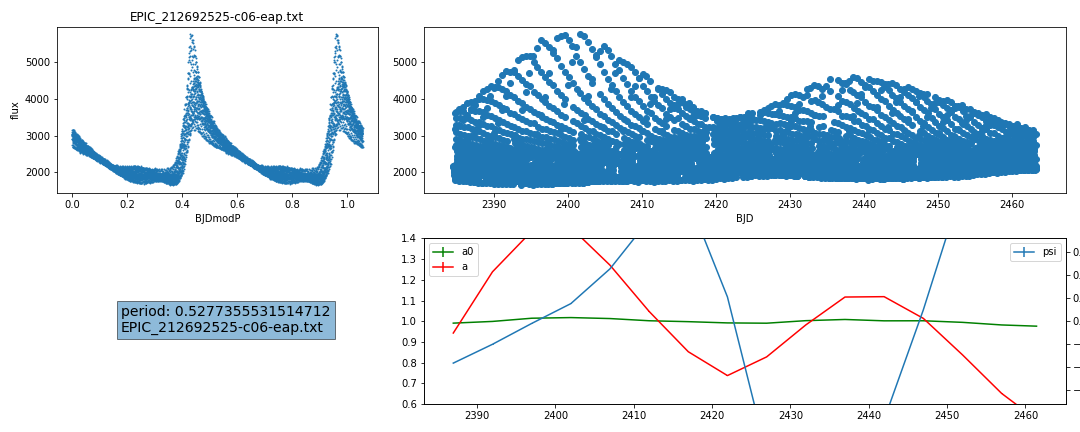 EPIC_212692525-c06-eap.txt
flux
5000
4000
3000
2000
0.0 0.2 0.4 0.6 0.8 1.0
BJDmodP
5000
4000
3000
2000
2390 2400 2410 2420 2430 2440 2450 2460
BJD
period: 0.5277355531514712
EPIC_212692525-c06-eap.txt
1.4
1.3
1.2
1.1
1.0
0.9
0.8
0.7
0.6
a0
a
psi
2390 2400 2410 2420 2430 2440 2450 2460